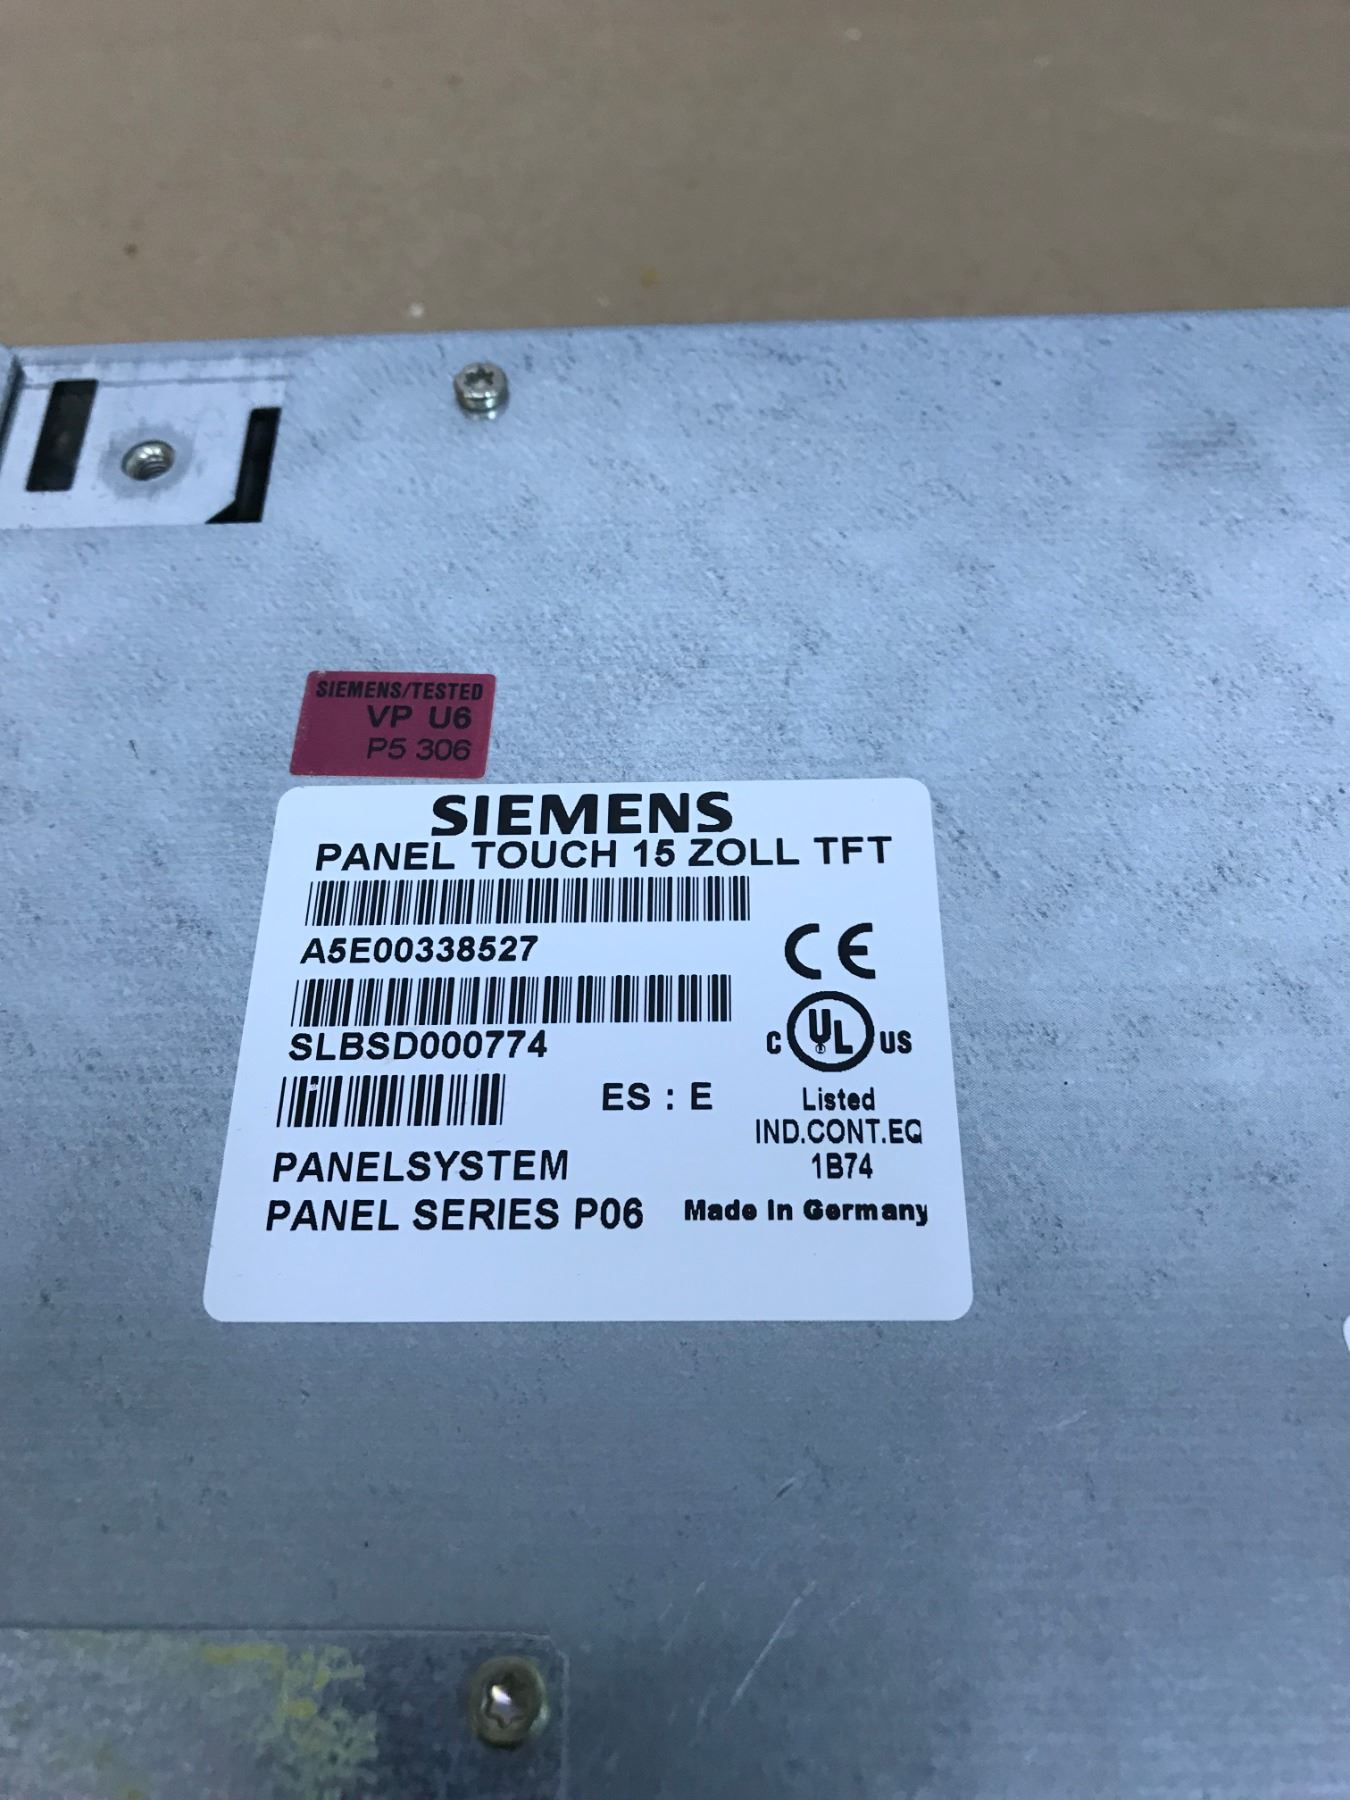 SIEMENS/TESTED
VP U6
P5 306
SIEMENS
PANEL TOUCH 15 ZOLL TFT
A5E00338527
CE
SLBSD000774
C UL US
ES : E
Listed
IND.CONT.EQ
1B74
PANELSYSTEM
PANEL SERIES P06
Made In Germany